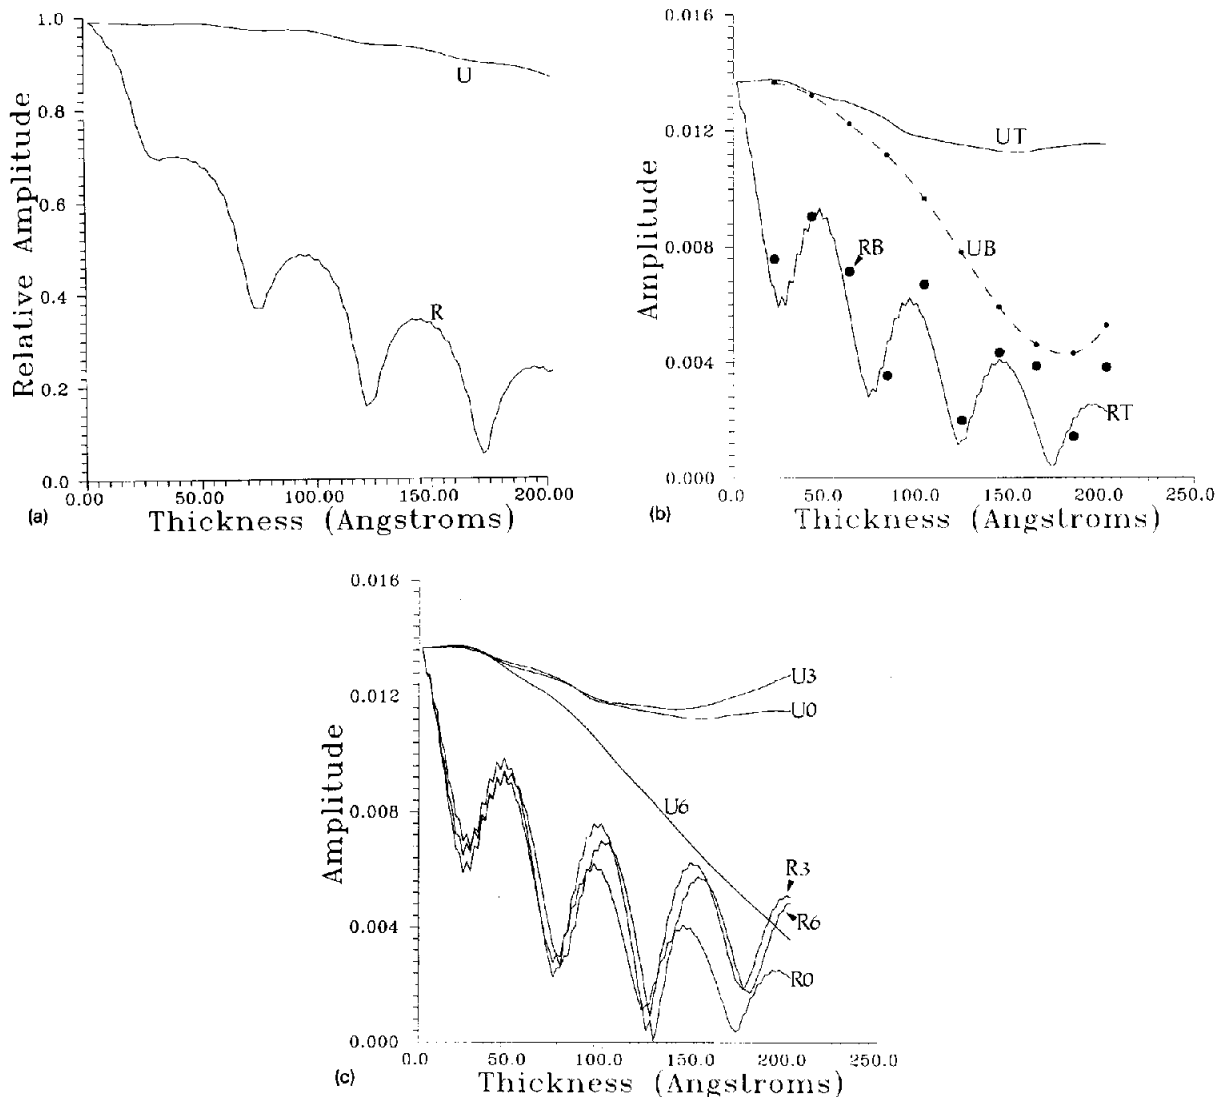 1.0
0.8
0.6
0.4
0.2
0.0
Relative Amplitude
U
R
0.00
50.00
100.00
150.00
200.00
Thickness (Angstroms)
(a)
0.016
0.012
0.008
0.004
0.000
Amplitude
UT
UB
RB
RT
0.0
50.0
100.0
150.0
200.0
250.0
Thickness (Angstroms)
(b)
0.016
0.012
0.008
0.004
0.000
Amplitude
U3
U0
U6
R3
R6
R0
0.0
50.0
100.0
150.0
200.0
250.0
Thickness (Angstroms)
(c)